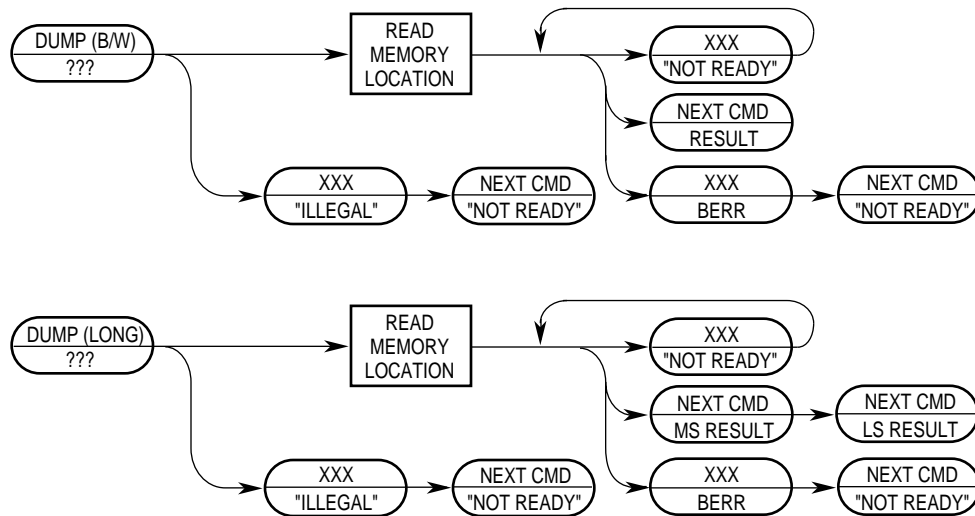 DUMP (B/W)
???
READ
MEMORY
LOCATION
XXX
"NOT READY"
NEXT CMD
RESULT
XXX
"ILLEGAL"
NEXT CMD
"NOT READY"
XXX
BERR
NEXT CMD
"NOT READY"
DUMP (LONG)
???
READ
MEMORY
LOCATION
XXX
"NOT READY"
NEXT CMD
MS RESULT
NEXT CMD
LS RESULT
XXX
"ILLEGAL"
NEXT CMD
"NOT READY"
XXX
BERR
NEXT CMD
"NOT READY"